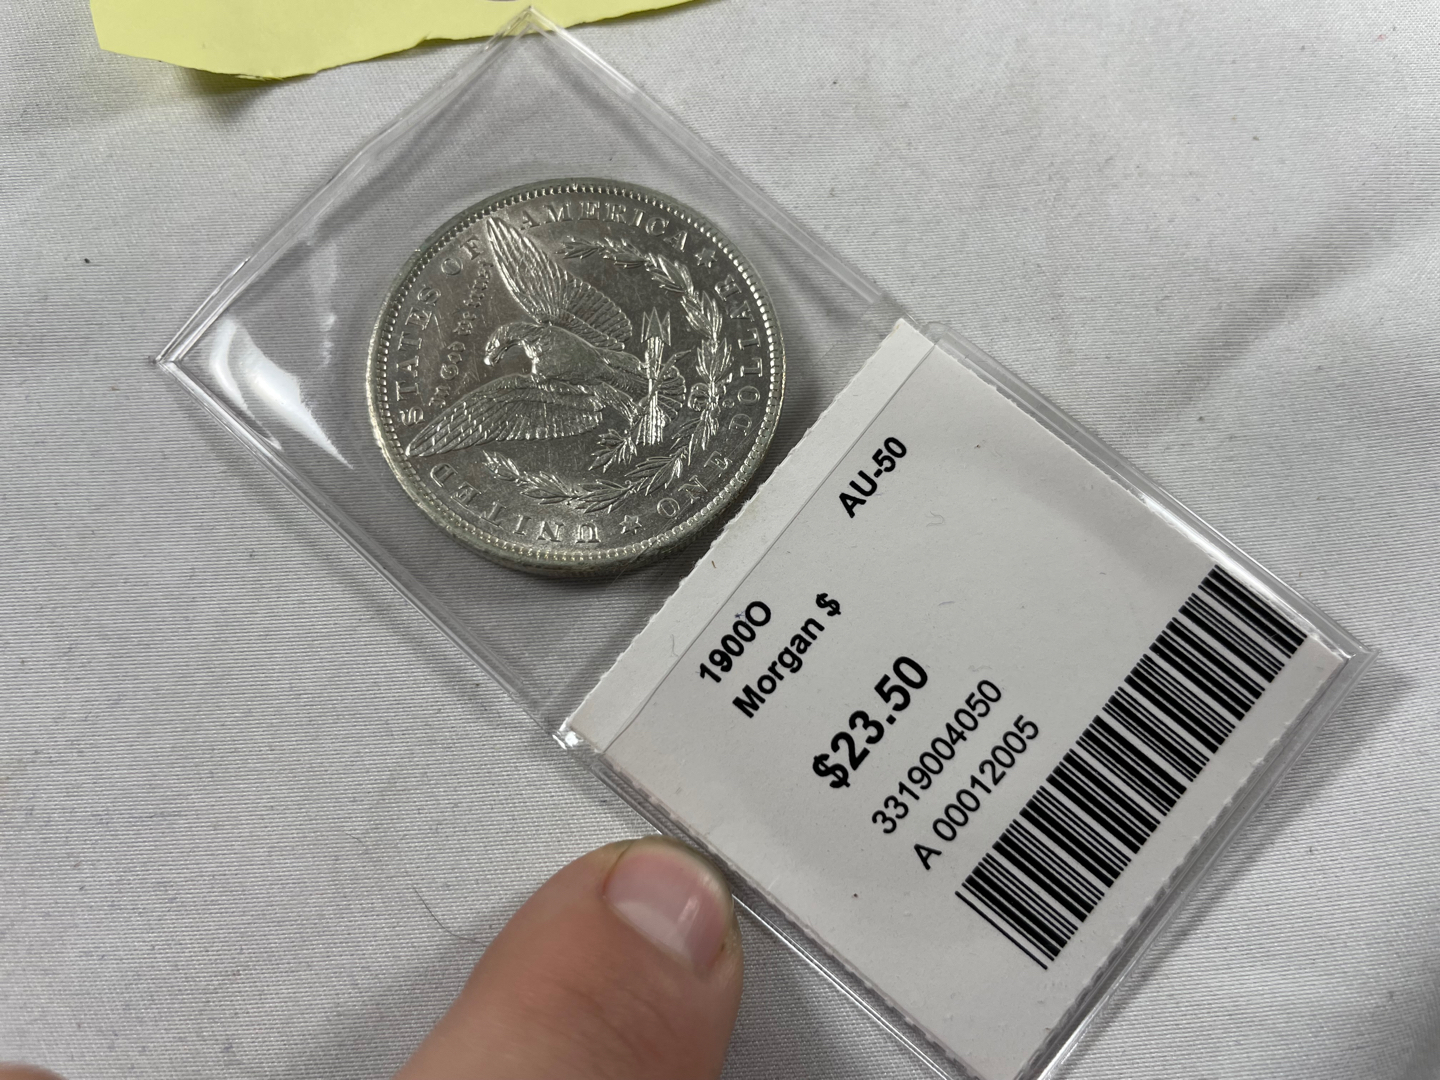 UNITED STATES OF AMERICA
IN GOD WE TRUST
ONE DOLLAR
AU-50
1900O
Morgan $
$23.50
3319004050
A 00012005